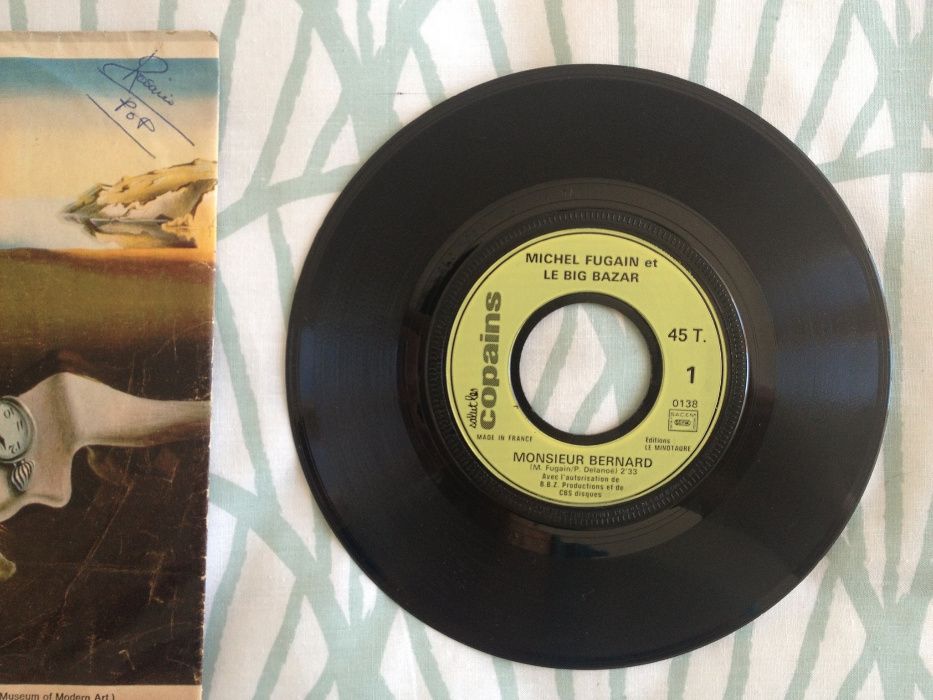 Rosario
POP
Museum of Modern Art.)
MICHEL FUGAIN et
LE BIG BAZAR
salut les
copains
45 T.
1
0138
SACEM
MADE IN FRANCE
Editions
LE MINOTAURE
MONSIEUR BERNARD
(M. Fugain/P. Delanoë) 2'33
Avec l'autorisation de
B.B.Z. Productions et de
CBS disques